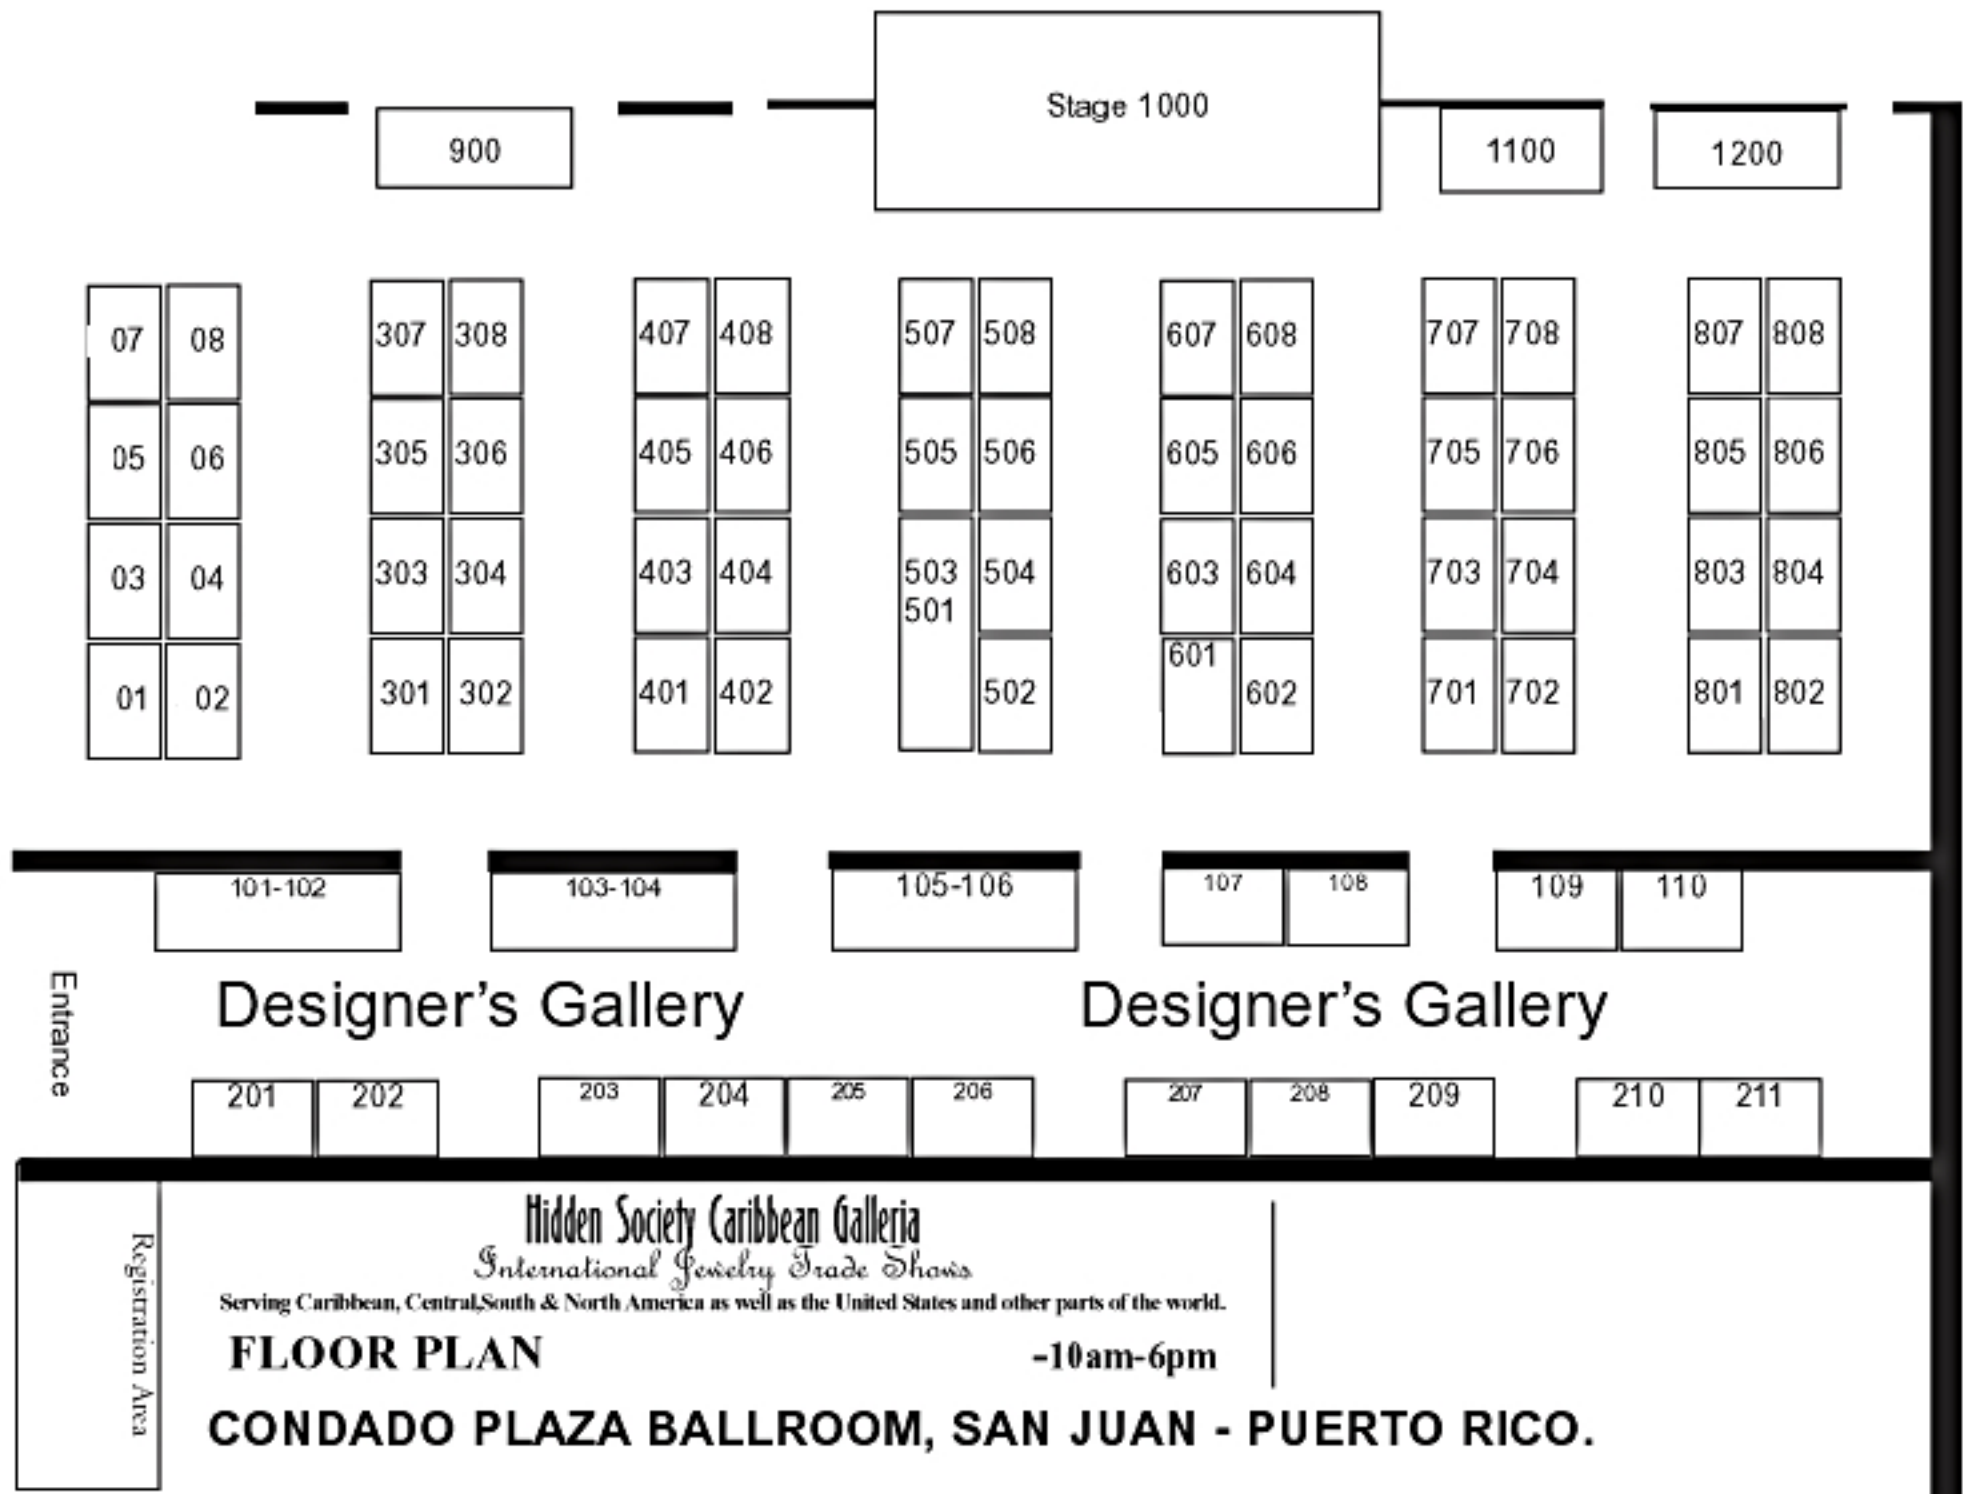 Stage 1000
900
1100
1200
07 08 307 308 407 408 507 508 607 608 707 708 807 808
05 06 305 306 405 406 505 506 605 606 705 706 805 806
03 04 303 304 403 404 503 504 603 604 703 704 803 804
501
601
01 02 301 302 401 402 502 602 701 702 801 802
101-102 103-104 105-106 107 108 109 110
Entrance
Designer’s Gallery Designer’s Gallery
201 202 203 204 205 206 207 208 209 210 211
Registration Area
Hidden Society Caribbean Galleria
International Jewelry Trade Shows
Serving Caribbean, Central,South & North America as well as the United States and other parts of the world.
FLOOR PLAN -10am-6pm
CONDADO PLAZA BALLROOM, SAN JUAN - PUERTO RICO.